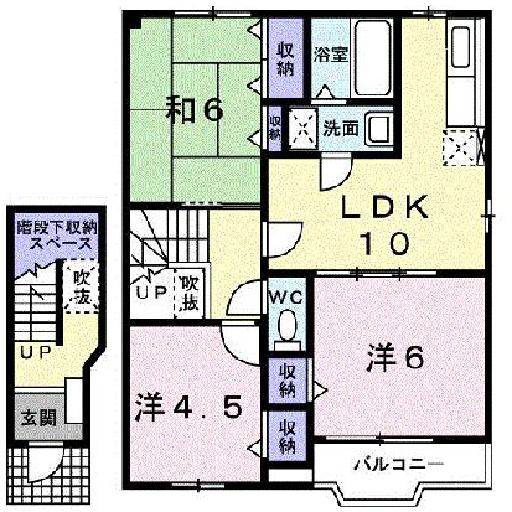 収納
浴室
和6
収納
洗面
LDK
10
階段下収納
スペース
吹抜
UP
玄関
UP
吹抜
WC
洋6
収納
洋4.5
収納
バルコニー